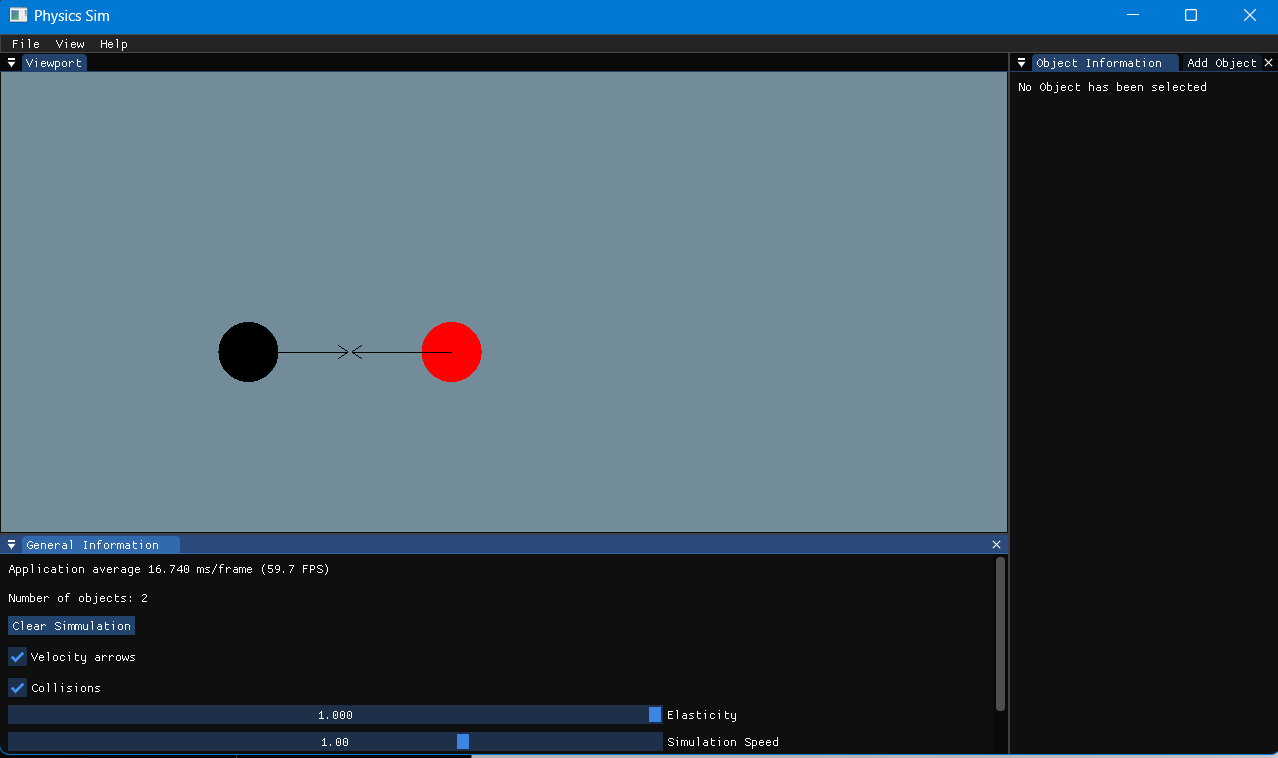 Physics Sim
File View Help
Viewport
Object Information Add Object
No Object has been selected
General Information
Application average 16.740 ms/frame (59.7 FPS)
Number of objects: 2
Clear Simmulation
Velocity arrows
Collisions
1.000 Elasticity
1.00 Simulation Speed